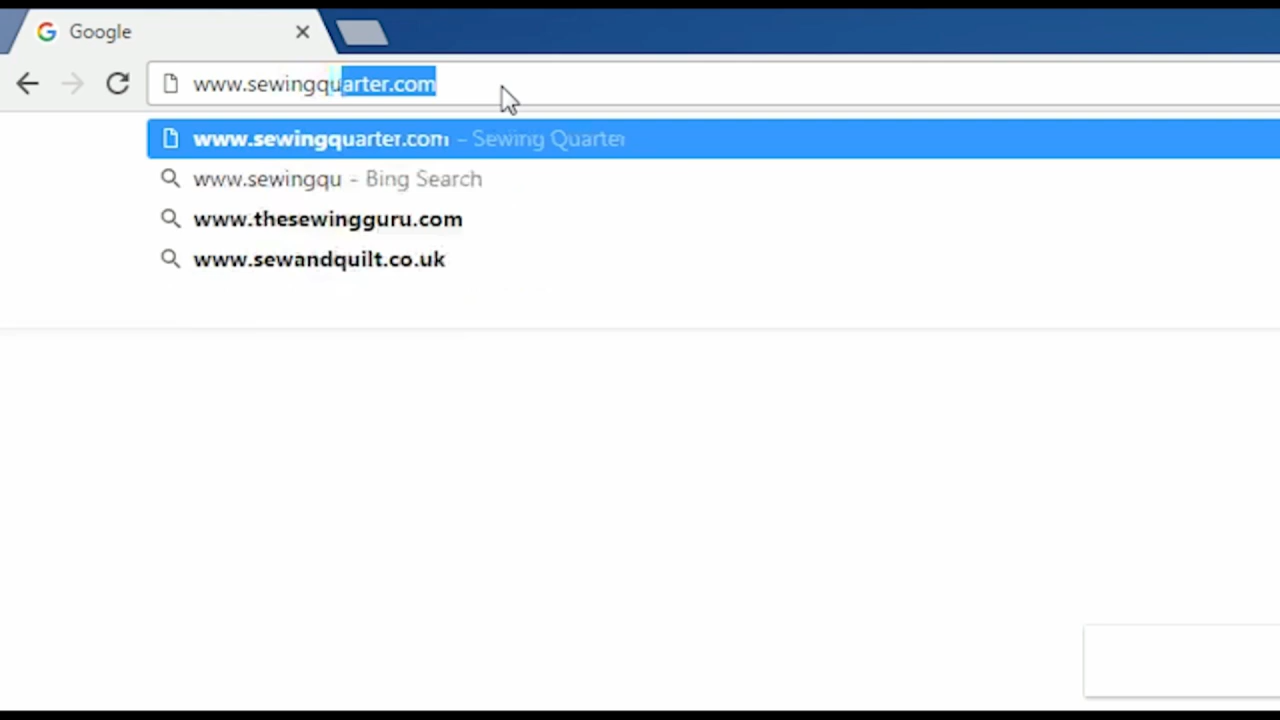 Google
www.sewingquarter.com
www.sewingquarter.com – Sewing Quarter
www.sewingqu - Bing Search
www.thesewingguru.com
www.sewandquilt.co.uk